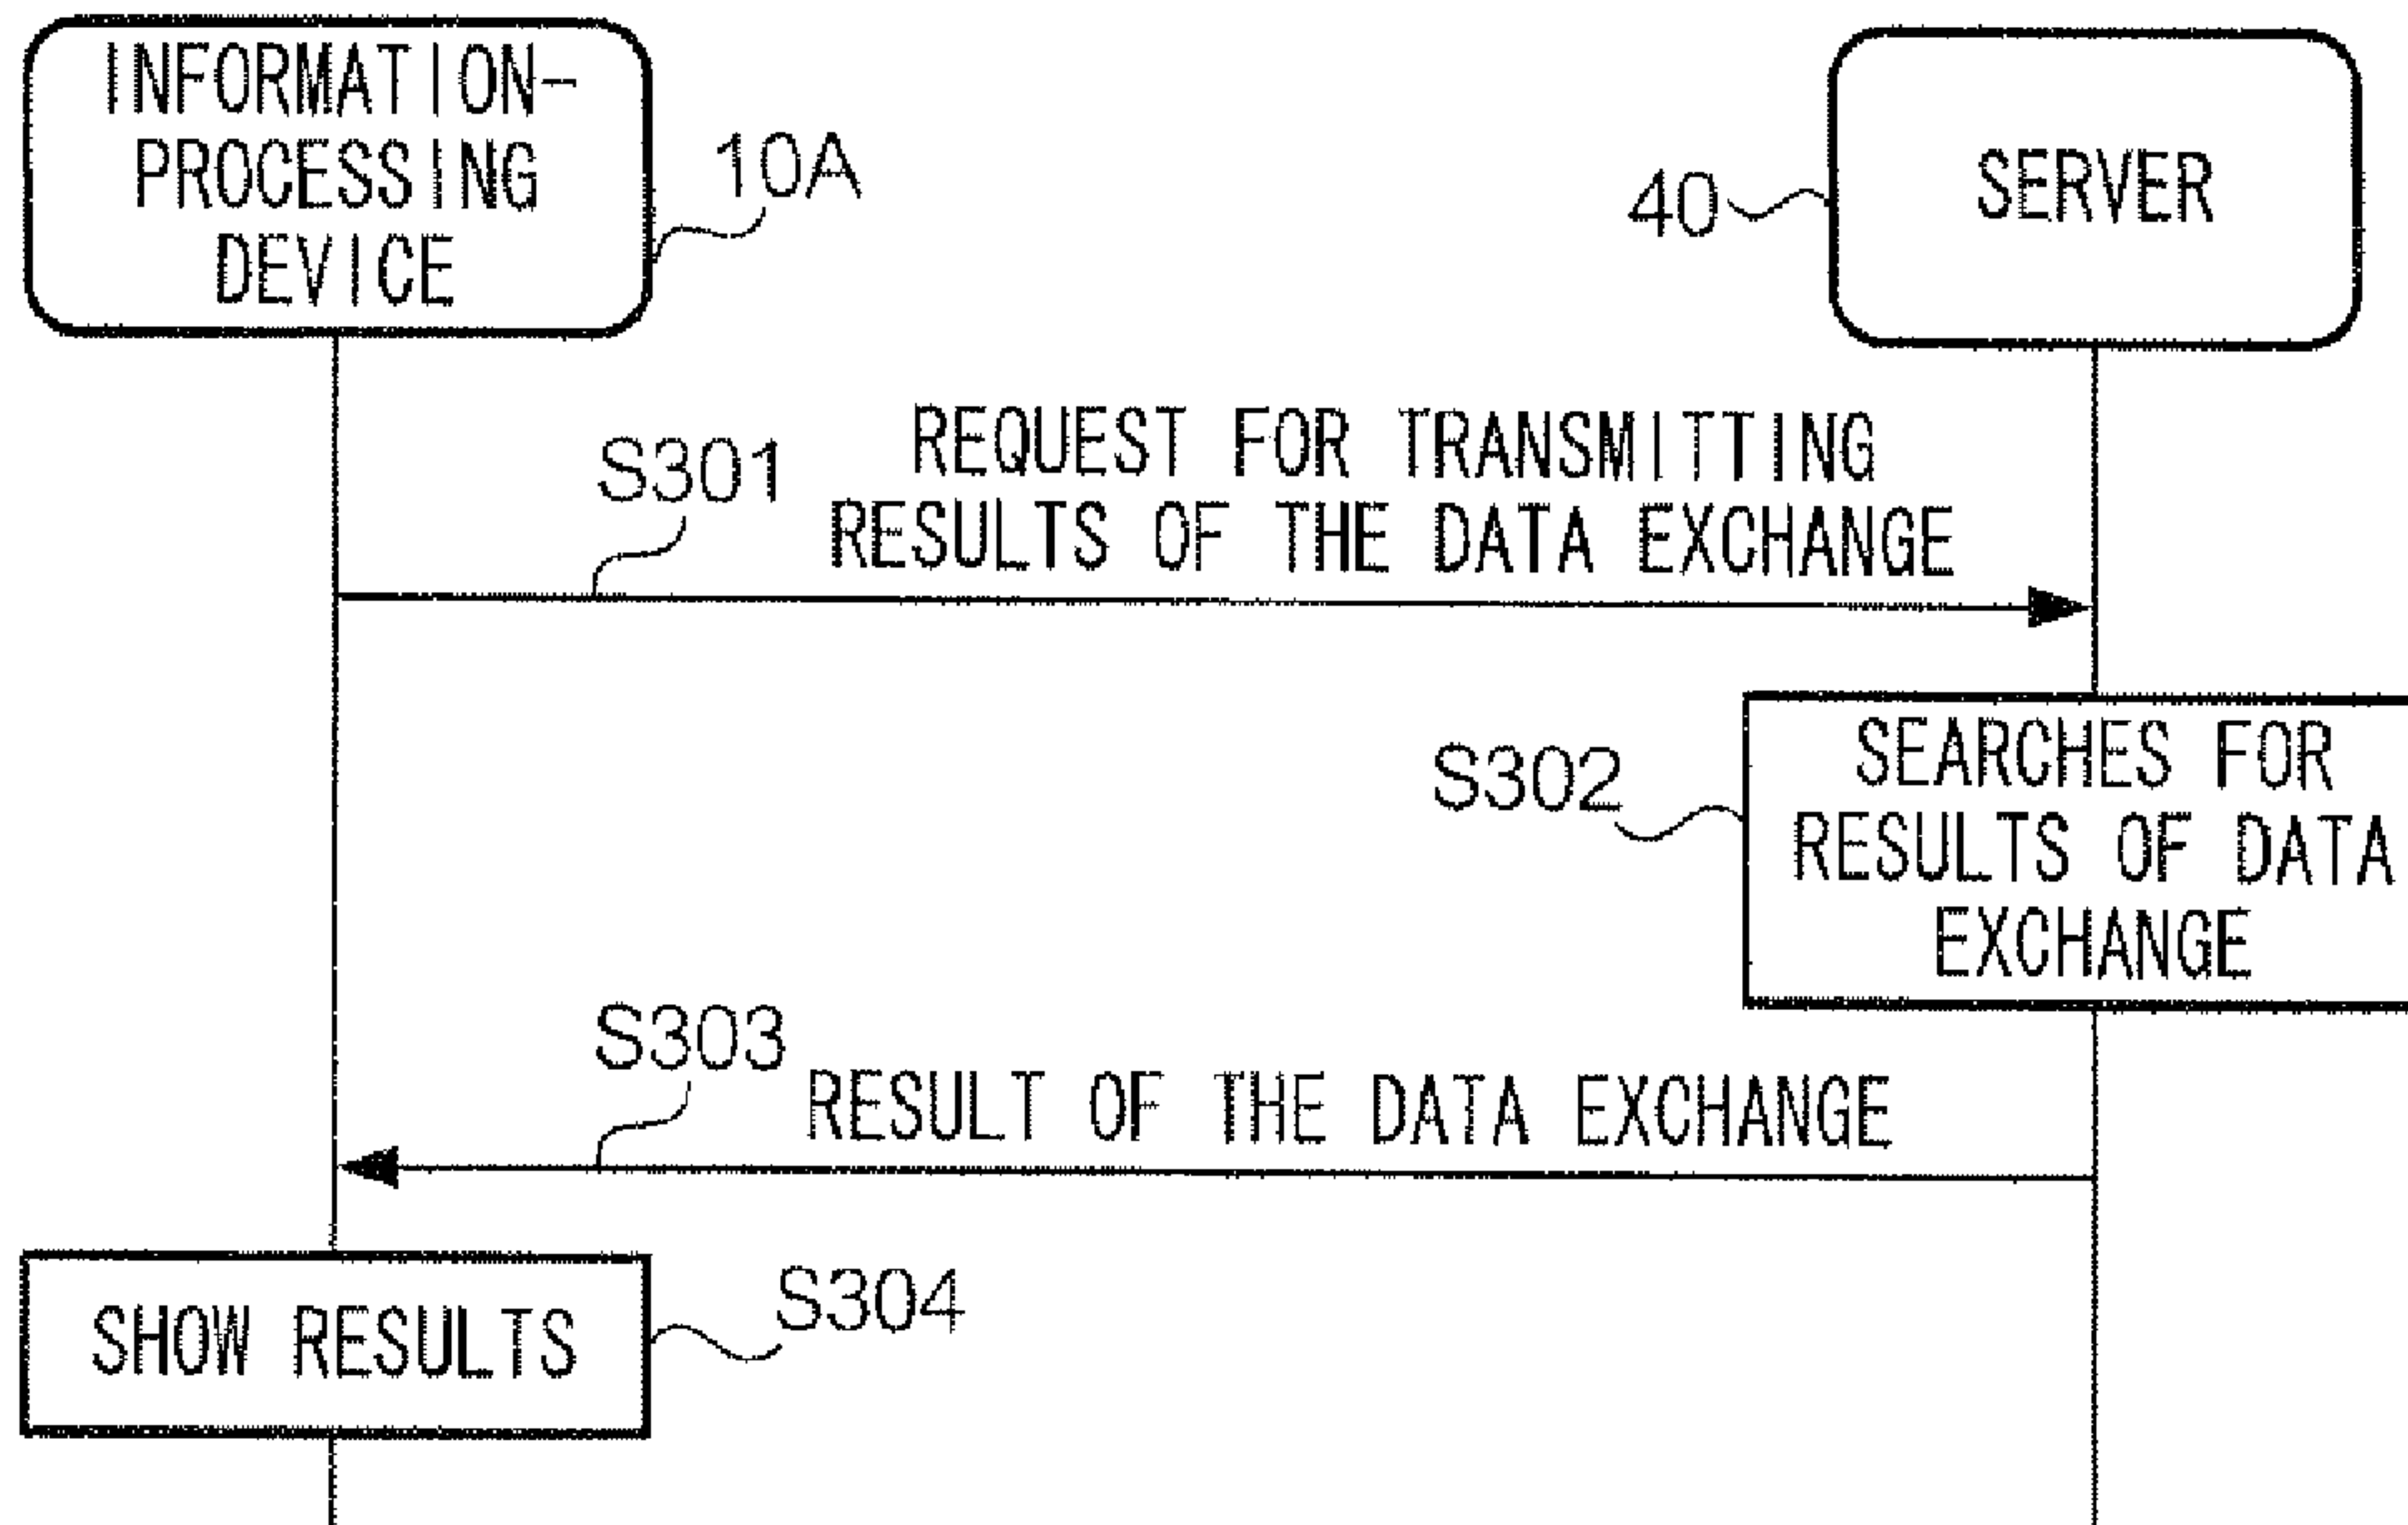 INFORMATION-
PROCESSING
DEVICE
10A
40
SERVER
S301
REQUEST FOR TRANSMITTING
RESULTS OF THE DATA EXCHANGE
S302
SEARCHES FOR
RESULTS OF DATA
EXCHANGE
S303
RESULT OF THE DATA EXCHANGE
SHOW RESULTS
S304